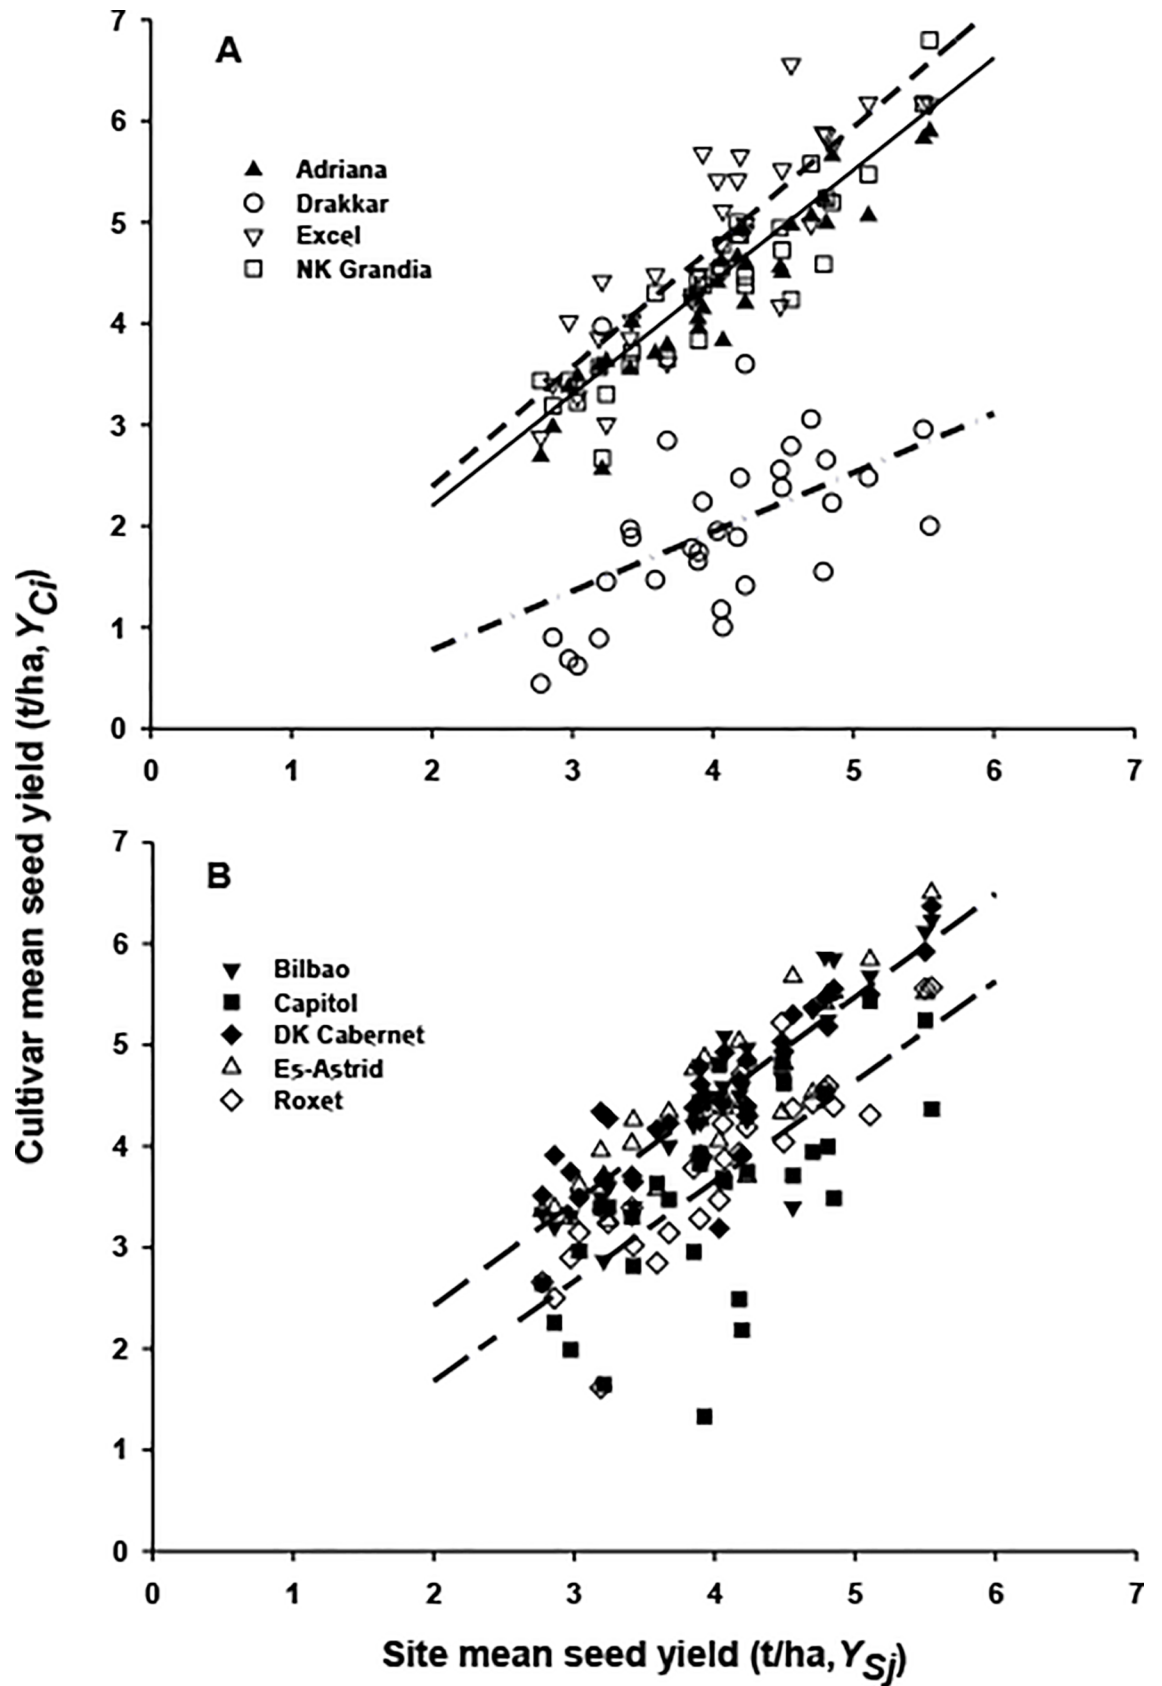 7
A
6
Adriana
Drakkar
Excel
NK Grandia
5
4
3
2
1
0
0 1 2 3 4 5 6 7
Cultivar mean seed yield (t/ha, YCi)
7
B
6
Bilbao
Capitol
DK Cabernet
Es-Astrid
Roxet
5
4
3
2
1
0
0 1 2 3 4 5 6 7
Site mean seed yield (t/ha, YSj)